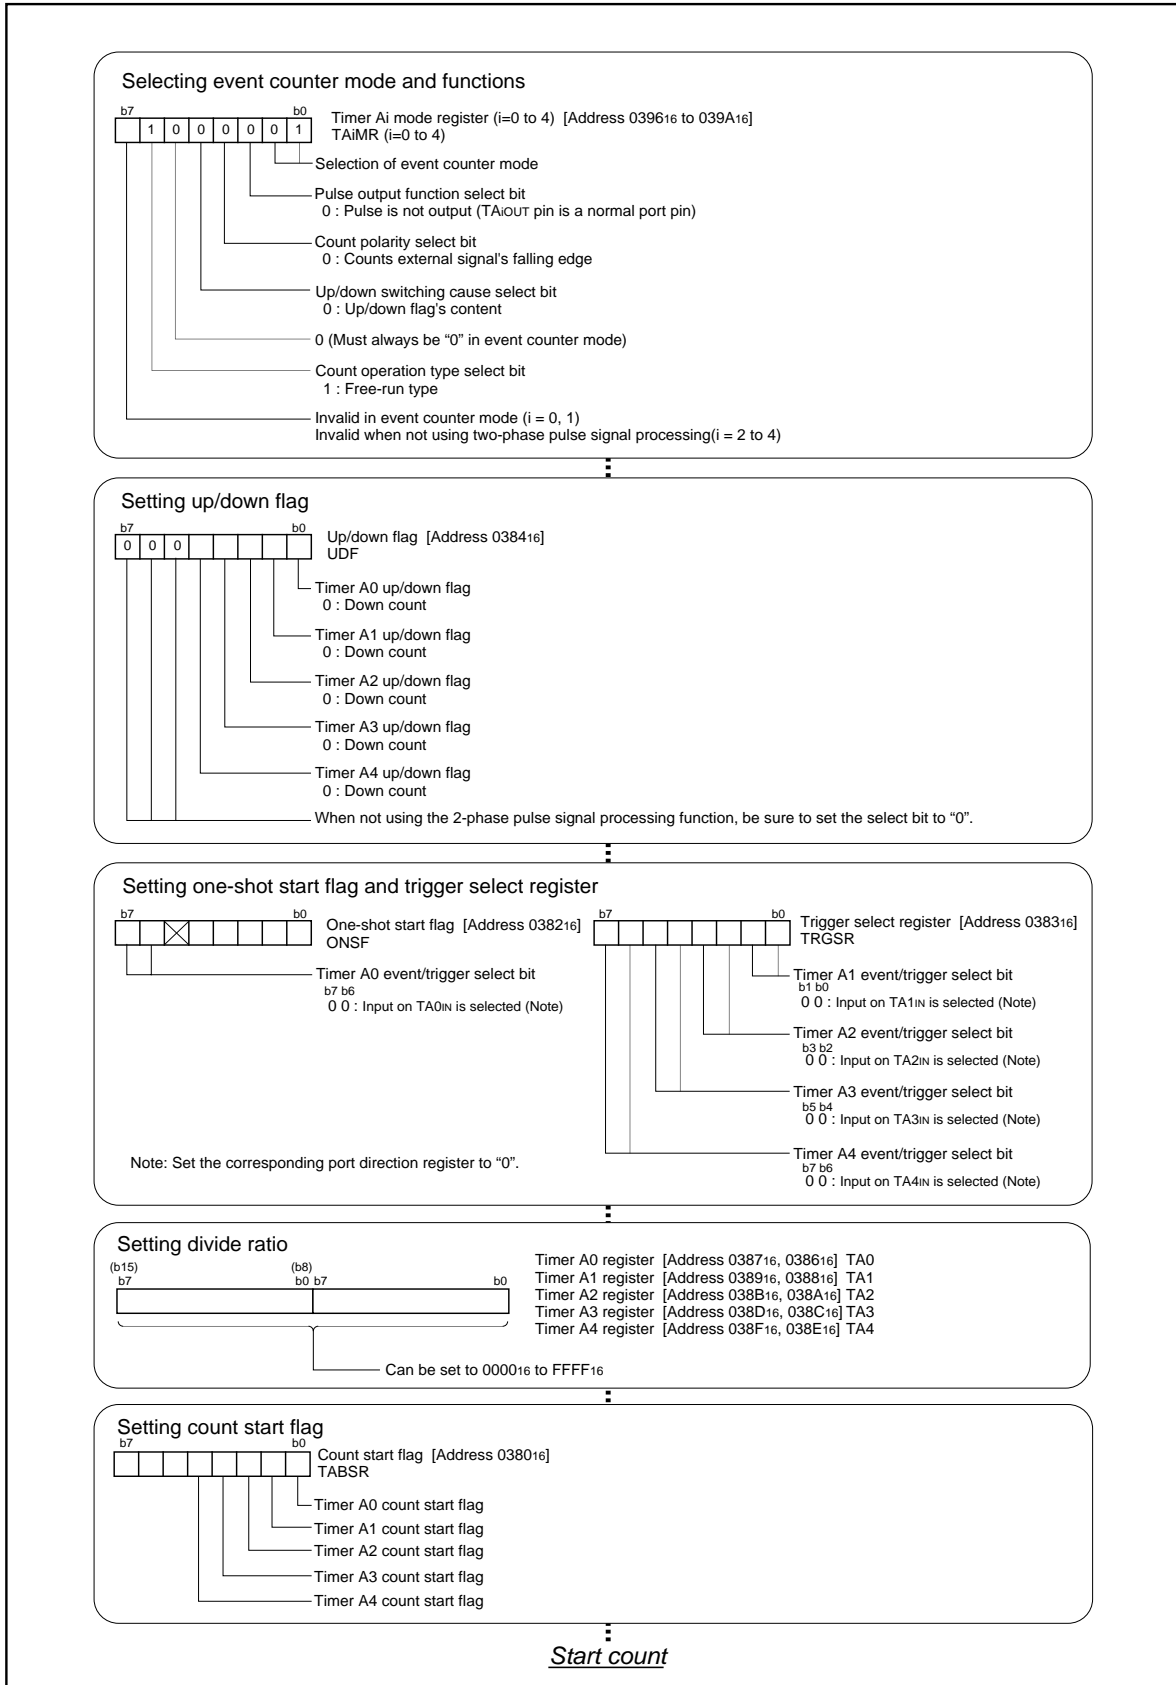 Selecting event counter mode and functions
b7 b0
1 0 0 0 0 0 1
Timer Ai mode register (i=0 to 4) [Address 039616 to 039A16]
TAiMR (i=0 to 4)
Selection of event counter mode
Pulse output function select bit
0 : Pulse is not output (TAiOUT pin is a normal port pin)
Count polarity select bit
0 : Counts external signal's falling edge
Up/down switching cause select bit
0 : Up/down flag's content
0 (Must always be “0” in event counter mode)
Count operation type select bit
1 : Free-run type
Invalid in event counter mode (i = 0, 1)
Invalid when not using two-phase pulse signal processing(i = 2 to 4)
Setting up/down flag
b7 b0
0 0 0
Up/down flag [Address 038416]
UDF
Timer A0 up/down flag
0 : Down count
Timer A1 up/down flag
0 : Down count
Timer A2 up/down flag
0 : Down count
Timer A3 up/down flag
0 : Down count
Timer A4 up/down flag
0 : Down count
When not using the 2-phase pulse signal processing function, be sure to set the select bit to “0”.
Setting one-shot start flag and trigger select register
b7 b0
One-shot start flag [Address 038216]
ONSF
Timer A0 event/trigger select bit
b7 b6
0 0 : Input on TA0IN is selected (Note)
b7 b0
Trigger select register [Address 038316]
TRGSR
Timer A1 event/trigger select bit
b1 b0
0 0 : Input on TA1IN is selected (Note)
Timer A2 event/trigger select bit
b3 b2
0 0 : Input on TA2IN is selected (Note)
Timer A3 event/trigger select bit
b5 b4
0 0 : Input on TA3IN is selected (Note)
Timer A4 event/trigger select bit
b7 b6
0 0 : Input on TA4IN is selected (Note)
Note: Set the corresponding port direction register to “0”.
Setting divide ratio
(b15) (b8)
b7 b0 b7 b0
Timer A0 register [Address 038716, 038616] TA0
Timer A1 register [Address 038916, 038816] TA1
Timer A2 register [Address 038B16, 038A16] TA2
Timer A3 register [Address 038D16, 038C16] TA3
Timer A4 register [Address 038F16, 038E16] TA4
Can be set to 000016 to FFFF16
Setting count start flag
b7 b0
Count start flag [Address 038016]
TABSR
Timer A0 count start flag
Timer A1 count start flag
Timer A2 count start flag
Timer A3 count start flag
Timer A4 count start flag
Start count